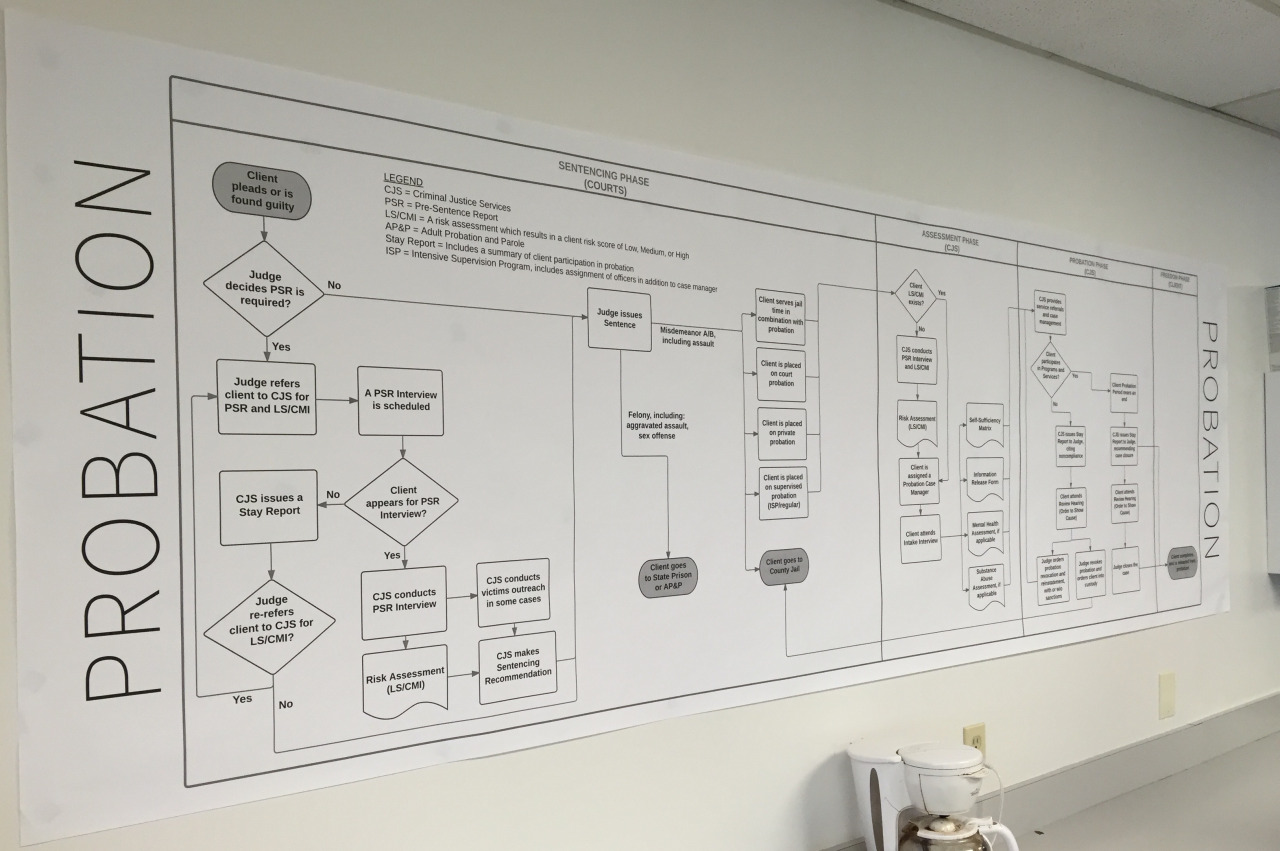 PROBATION
SENTENCING PHASE
(COURTS)
ASSESSMENT PHASE
(CJS)
PROBATION PHASE
(CJS)
LEGEND
CJS = Criminal Justice Services
PSR = Pre-Sentence Report
LS/CMI = A risk assessment which results in a client risk score of Low, Medium, or High
AP&P = Adult Probation and Parole
Stay Report = Includes a summary of client participation in probation
ISP = Intensive Supervision Program, includes assignment of officers in addition to case manager
Client
pleads or is
found guilty
Judge
decides PSR is
required?
No
Yes
Judge refers
client to CJS for
PSR and LS/CMI
A PSR Interview
is scheduled
Client
appears for PSR
Interview?
No
Yes
CJS issues a
Stay Report
Judge
re-refers
client to CJS for
LS/CMI?
Yes
No
CJS conducts
PSR Interview
Risk Assessment
(LS/CMI)
CJS conducts
victims outreach
in some cases
CJS makes
Sentencing
Recommendation
Judge issues
Sentence
Misdemeanor A/B,
including assault
Felony, including:
aggravated assault,
sex offense
Client goes
to State Prison
or AP&P
Client serves jail
time in
combination with
probation
Client is placed
on court
probation
Client is placed
on private
probation
Client is placed
on supervised
probation
(ISP/regular)
Client goes to
County Jail
Client
LS/CMI
exists?
Yes
No
CJS conducts
PSR Interview
and LS/CMI
Risk Assessment
(LS/CMI)
Client is
assigned a
Probation Case
Manager
Client attends
Intake Interview
Self-Sufficiency
Matrix
Information
Release Form
Mental Health
Assessment, if
applicable
Substance
Abuse
Assessment, if
applicable
CJS provides
service referrals
and case
management
Client
participates
in Programs and
Services?
Yes
No
CJS issues Stay
Report to Judge,
citing
noncompliance
Client attends
Review Hearing
(Order to Show
Cause)
Judge orders
probation
revocation and
reinstatement,
with or w/o
sanctions
Judge revokes
probation and
orders client into
custody
Client Probation
Period nears an
end
CJS issues Stay
Report to Judge,
recommending
case closure
Client attends
Review Hearing
(Order to Show
Cause)
Judge closes the
case
PROBATION